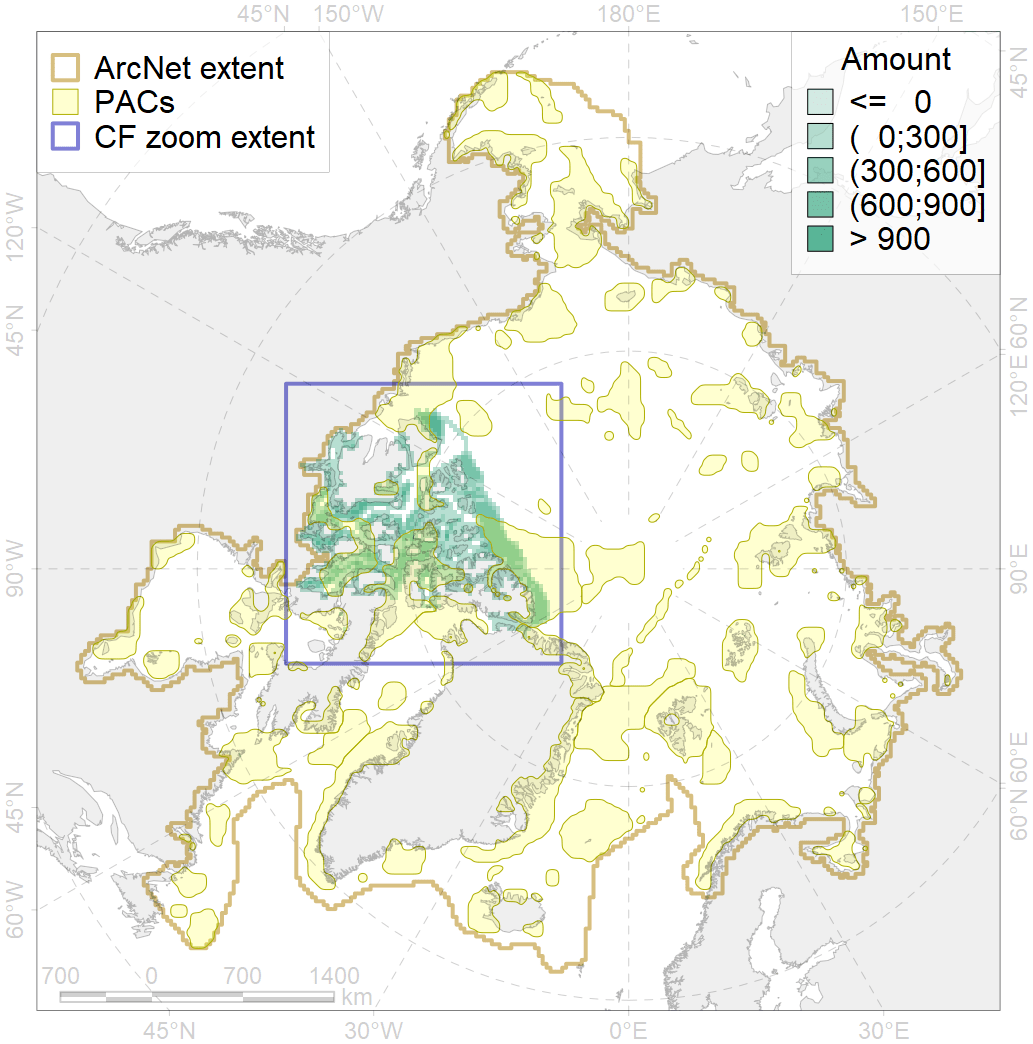 45°N 150°W 180°E 150°E
ArcNet extent
PACs
CF zoom extent
Amount
<= 0
( 0;300]
(300;600]
(600;900]
> 900
120°W
45°N
90°W
45°N
60°W
45°N
60°N
120°E
90°E
60°E
60°N
700 0 700 1400
km
45°N 30°W 0°E 30°E